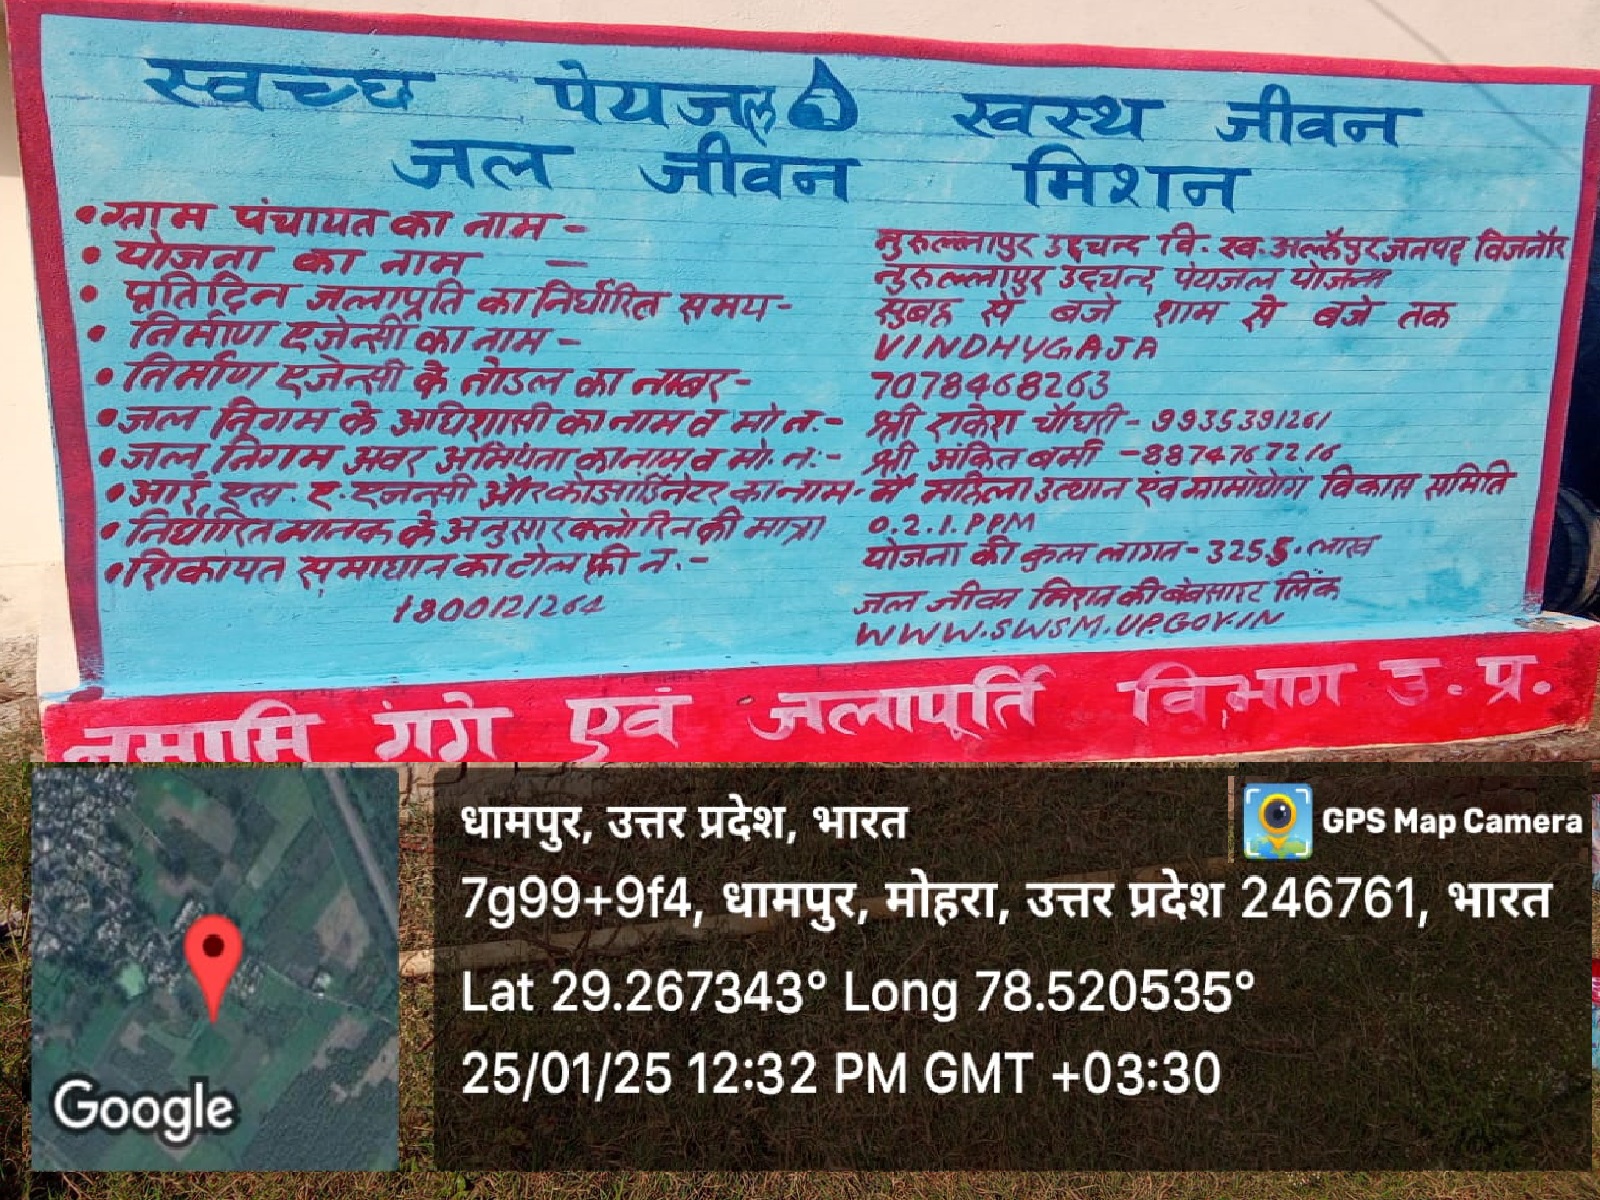 स्वच्छ पेयजल स्वस्थ जीवन
जल जीवन मिशन
•ग्राम पंचायत का नाम - नुरुल्लापुर उदचन्द वि. ख. अल्हैपुर जनपद बिजनौर
• योजना का नाम - नुरुल्लापुर उदचन्द पेयजल योजना
• प्रतिदिन जलापूर्ति का निर्धारित समय- सुबह से बजे शाम से बजे तक
• निर्माण एजेन्सी का नाम - VINDHYGAJA
• निर्माण एजेन्सी के नोडल का नम्बर- 7078468263
•जल निगम के अधिशासी का नाम व मो न.- श्री राकेश चौधरी - 9935391261
•जल निगम अवर अभियंता का नाम व मो. न:- श्री अंकित वर्मा -8874767216
•आई. एस. ए. एजन्सी और कोआर्डिनेटर का नाम- मै महिला उत्थान एंव ग्रामोधोग विकास समिति
•निर्धारित मानक के अनुसार क्लोरिन की मात्रा 0.2.1.PPM
•शिकायत समाधान का टोल फ्री न.:- योजना की कुल लागत - 325.5.लाख
1800121264 जल जीवन मिशन की बेवसाइट लिंक
WWW.SWSM.UP.GOV.IN
नमामि गंगे एवं जलापूर्ति विभाग उ. प्र.
GPS Map Camera
धामपुर, उत्तर प्रदेश, भारत
7g99+9f4, धामपुर, मोहरा, उत्तर प्रदेश 246761, भारत
Lat 29.267343° Long 78.520535°
25/01/25 12:32 PM GMT +03:30
Google